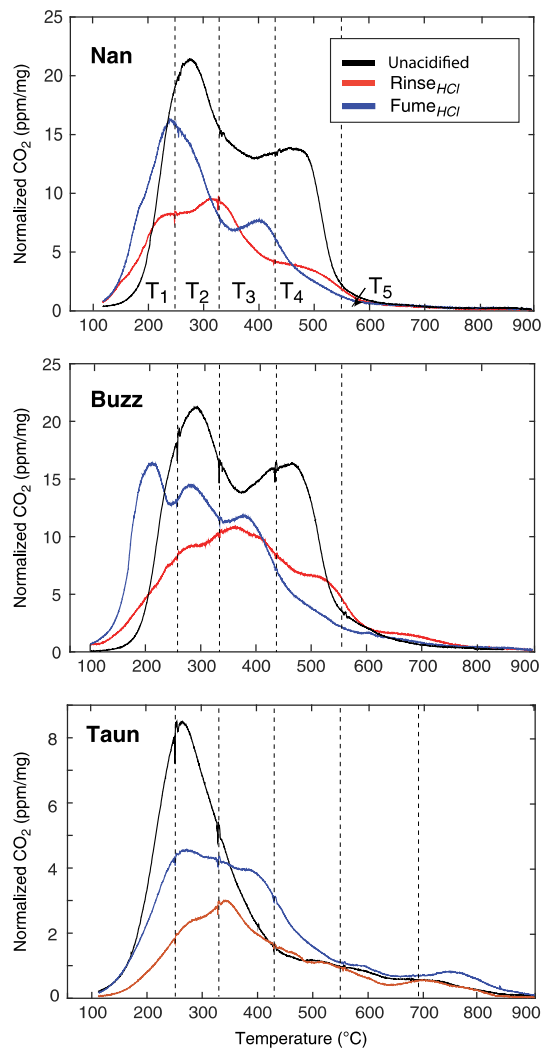 Nan
Unacidified
Rinse_HCl
Fume_HCl
Normalized CO₂ (ppm/mg)
25
20
15
10
5
0
T₁ T₂ T₃ T₄ T₅
100 200 300 400 500 600 700 800 900
Buzz
Normalized CO₂ (ppm/mg)
25
20
15
10
5
0
100 200 300 400 500 600 700 800 900
Taun
Normalized CO₂ (ppm/mg)
8
6
4
2
0
100 200 300 400 500 600 700 800 900
Temperature (°C)